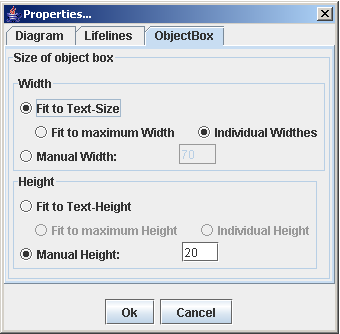 Properties...
Diagram Lifelines ObjectBox
Size of object box
Width
Fit to Text-Size
Fit to maximum Width Individual Widthes
Manual Width: 70
Height
Fit to Text-Height
Fit to maximum Height Individual Height
Manual Height: 20
Ok Cancel